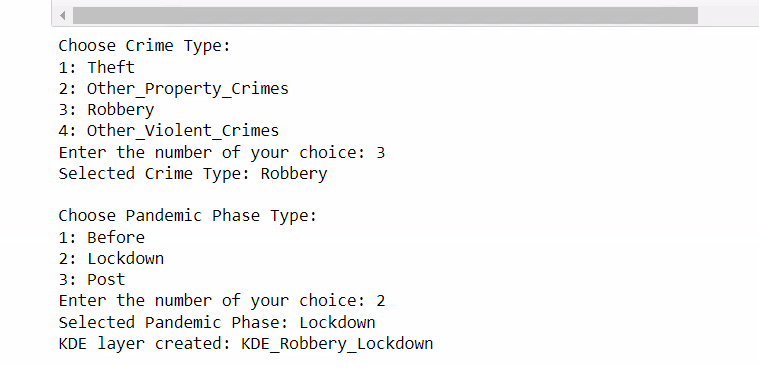 Choose Crime Type:
1: Theft
2: Other_Property_Crimes
3: Robbery
4: Other_Violent_Crimes
Enter the number of your choice: 3
Selected Crime Type: Robbery
Choose Pandemic Phase Type:
1: Before
2: Lockdown
3: Post
Enter the number of your choice: 2
Selected Pandemic Phase: Lockdown
KDE layer created: KDE_Robbery_Lockdown